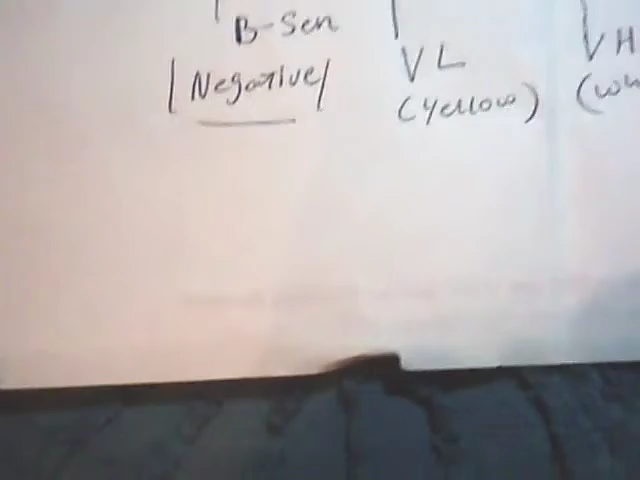 B-Sen
|Negative|
VL
(Yellow)
VH